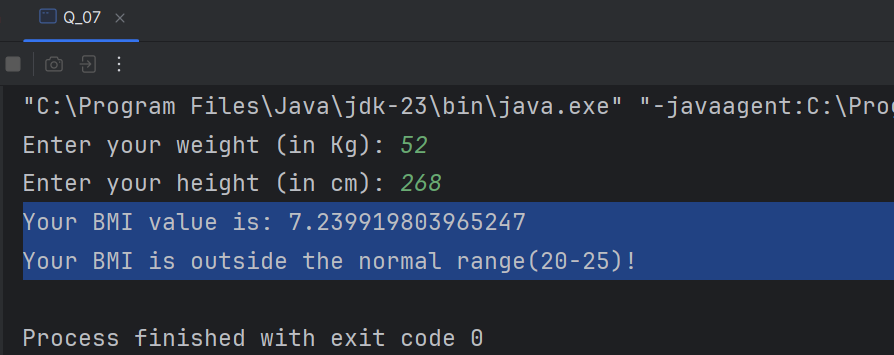 Q_07
"C:\Program Files\Java\jdk-23\bin\java.exe" "-javaagent:C:\Prog
Enter your weight (in Kg): 52
Enter your height (in cm): 268
Your BMI value is: 7.239919803965247
Your BMI is outside the normal range(20-25)!
Process finished with exit code 0